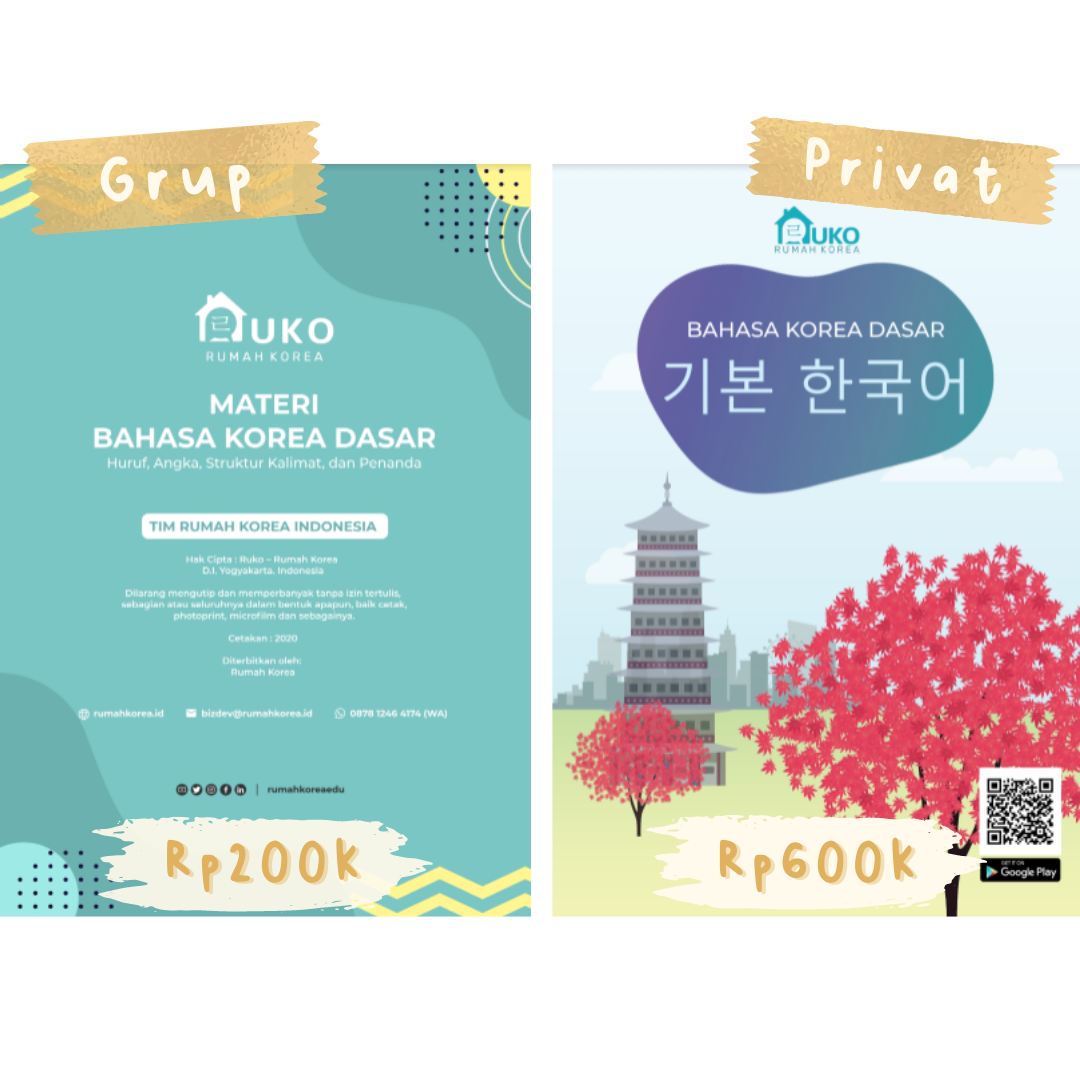 Grup
RUKO
RUMAH KOREA
MATERI
BAHASA KOREA DASAR
Huruf, Angka, Struktur Kalimat, dan Penanda
TIM RUMAH KOREA INDONESIA
Hak Cipta : Ruko – Rumah Korea
D.I. Yogyakarta. Indonesia
Dilarang mengutip dan memperbanyak tanpa izin tertulis,
sebagian atau seluruhnya dalam bentuk apapun, baik cetak,
photoprint, microfilm dan sebagainya.
Cetakan : 2020
Diterbitkan oleh:
Rumah Korea
rumahkorea.id bizdev@rumahkorea.id 0878 1246 4174 (WA)
| rumahkoreaedu
Rp200K
Privat
RUKO
RUMAH KOREA
BAHASA KOREA DASAR
기본 한국어
GET IT ON
Google Play
Rp600K